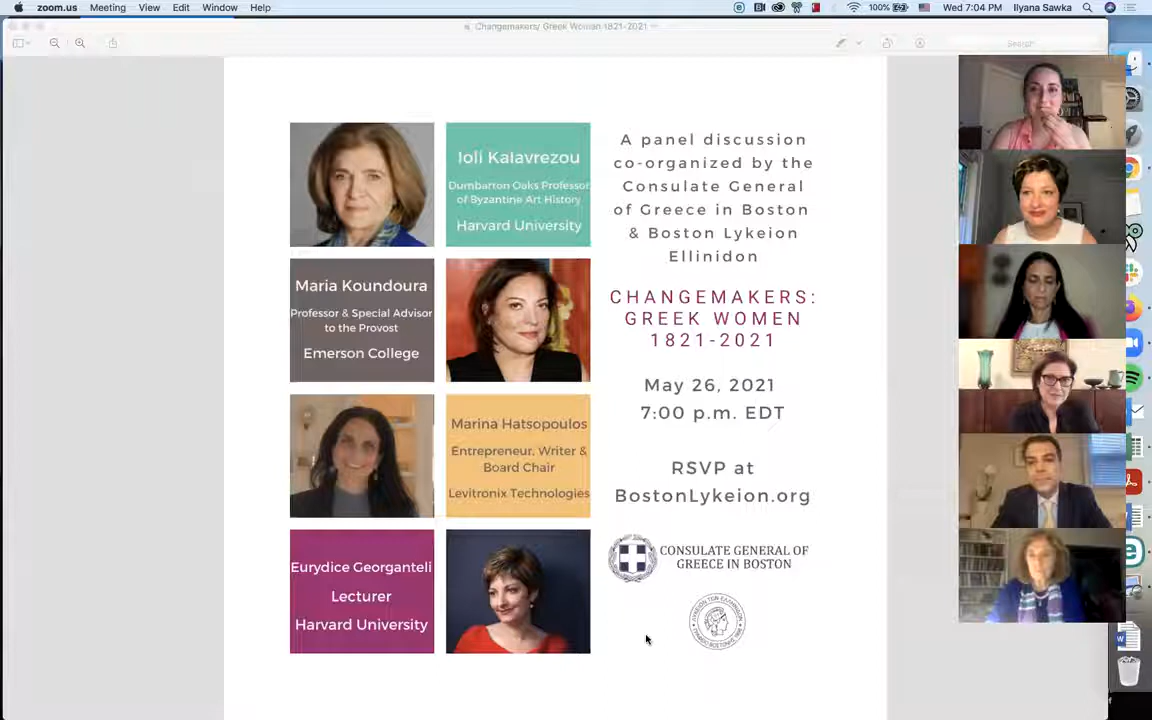 zoom.us Meeting View Edit Window Help
100% Wed 7:04 PM Ilyana Sawka
Changemakers/ Greek Women 1821-2021
Search
Ioli Kalavrezou
Dumbarton Oaks Professor
of Byzantine Art History
Harvard University
Maria Koundoura
Professor & Special Advisor
to the Provost
Emerson College
Marina Hatsopoulos
Entrepreneur, Writer &
Board Chair
Levitronix Technologies
Eurydice Georganteli
Lecturer
Harvard University
A panel discussion
co-organized by the
Consulate General
of Greece in Boston
& Boston Lykeion
Ellinidon
CHANGEMAKERS:
GREEK WOMEN
1821-2021
May 26, 2021
7:00 p.m. EDT
RSVP at
BostonLykeion.org
CONSULATE GENERAL OF
GREECE IN BOSTON